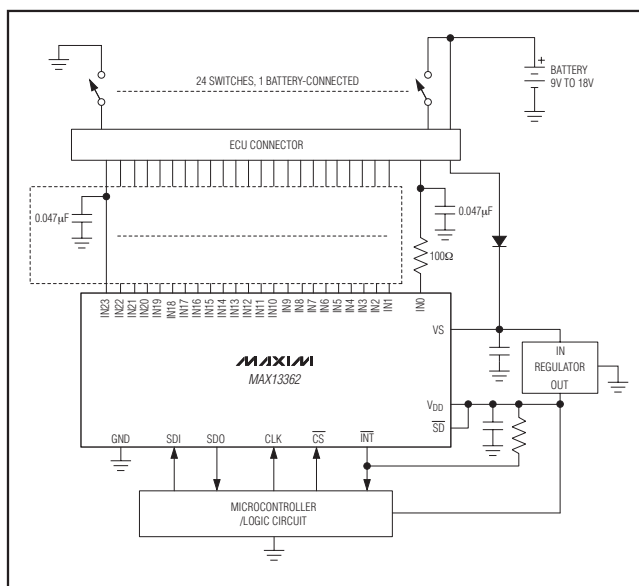 24 SWITCHES, 1 BATTERY-CONNECTED
BATTERY
9V TO 18V
ECU CONNECTOR
0.047µF
0.047µF
100Ω
IN23
IN22
IN21
IN20
IN19
IN18
IN17
IN16
IN15
IN14
IN13
IN12
IN11
IN10
IN9
IN8
IN7
IN6
IN5
IN4
IN3
IN2
IN1
IN0
VS
MAXIM
MAX13362
IN
REGULATOR
OUT
VDD
SD
GND
SDI
SDO
CLK
CS
INT
MICROCONTROLLER
/LOGIC CIRCUIT